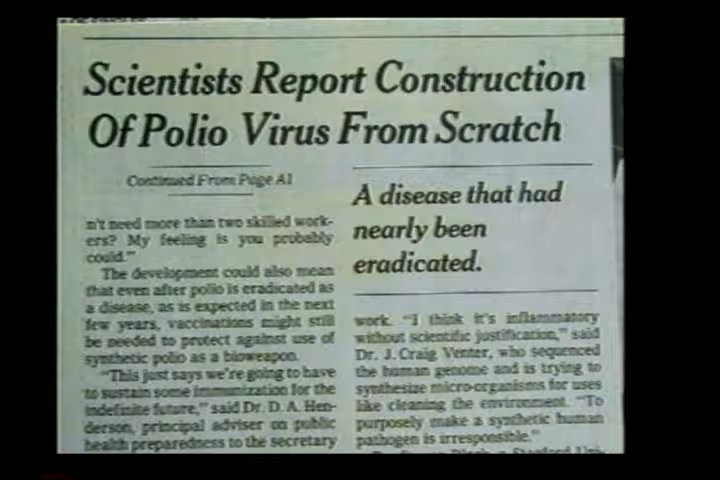 Scientists Report Construction
Of Polio Virus From Scratch
Continued From Page A1
n't need more than two skilled work-
ers? My feeling is you probably
could."
The development could also mean
that even after polio is eradicated as
a disease, as is expected in the next
few years, vaccinations might still
be needed to protect against use of
synthetic polio as a bioweapon.
"This just says we're going to have
to sustain some immunization for the
indefinite future," said Dr. D. A. Hen-
derson, principal adviser on public
health preparedness to the secretary
A disease that had
nearly been
eradicated.
work. "I think it's inflammatory
without scientific justification," said
Dr. J. Craig Venter, who sequenced
the human genome and is trying to
synthesize micro-organisms for uses
like cleaning the environment. "To
purposely make a synthetic human
pathogen is irresponsible."